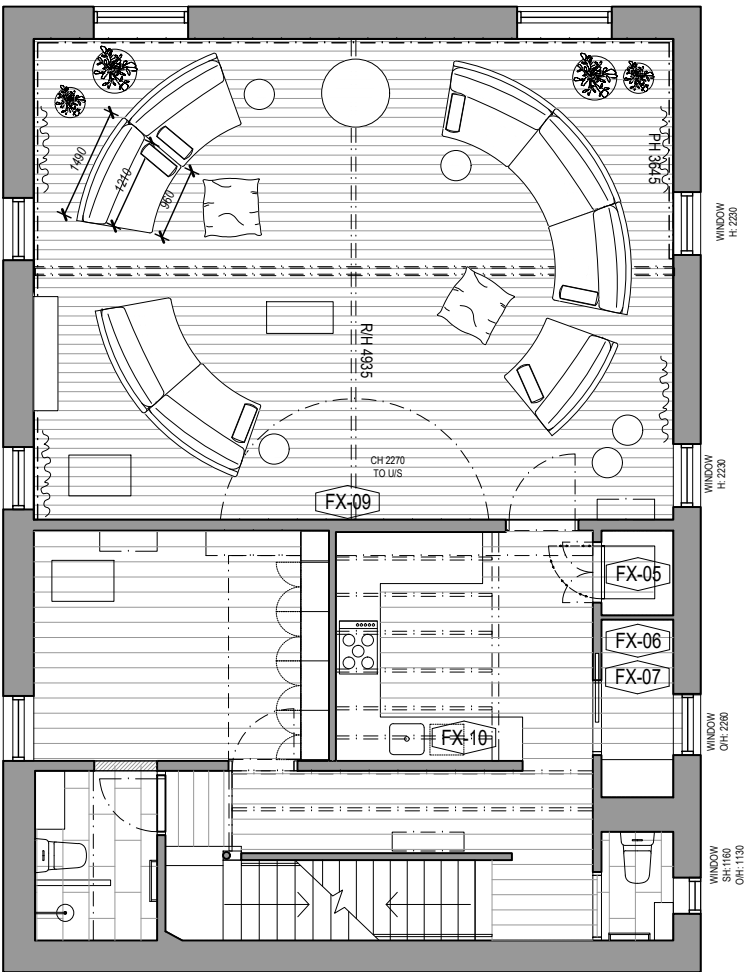 1490
1210
960
PH 3645
WINDOW
H: 2230
R/H 4935
CH 2270
TO U/S
WINDOW
H: 2230
FX-09
FX-05
FX-06
FX-07
FX-10
WINDOW
O/H: 2260
WINDOW
SH:1160
O/H: 1130